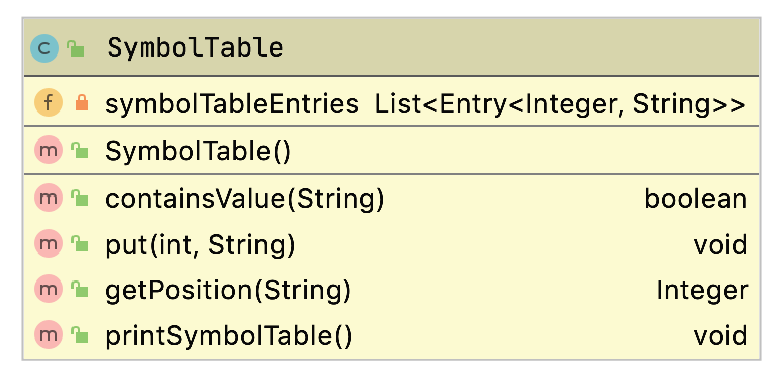 C SymbolTable
f symbolTableEntries List<Entry<Integer, String>>
m SymbolTable()
m containsValue(String) boolean
m put(int, String) void
m getPosition(String) Integer
m printSymbolTable() void